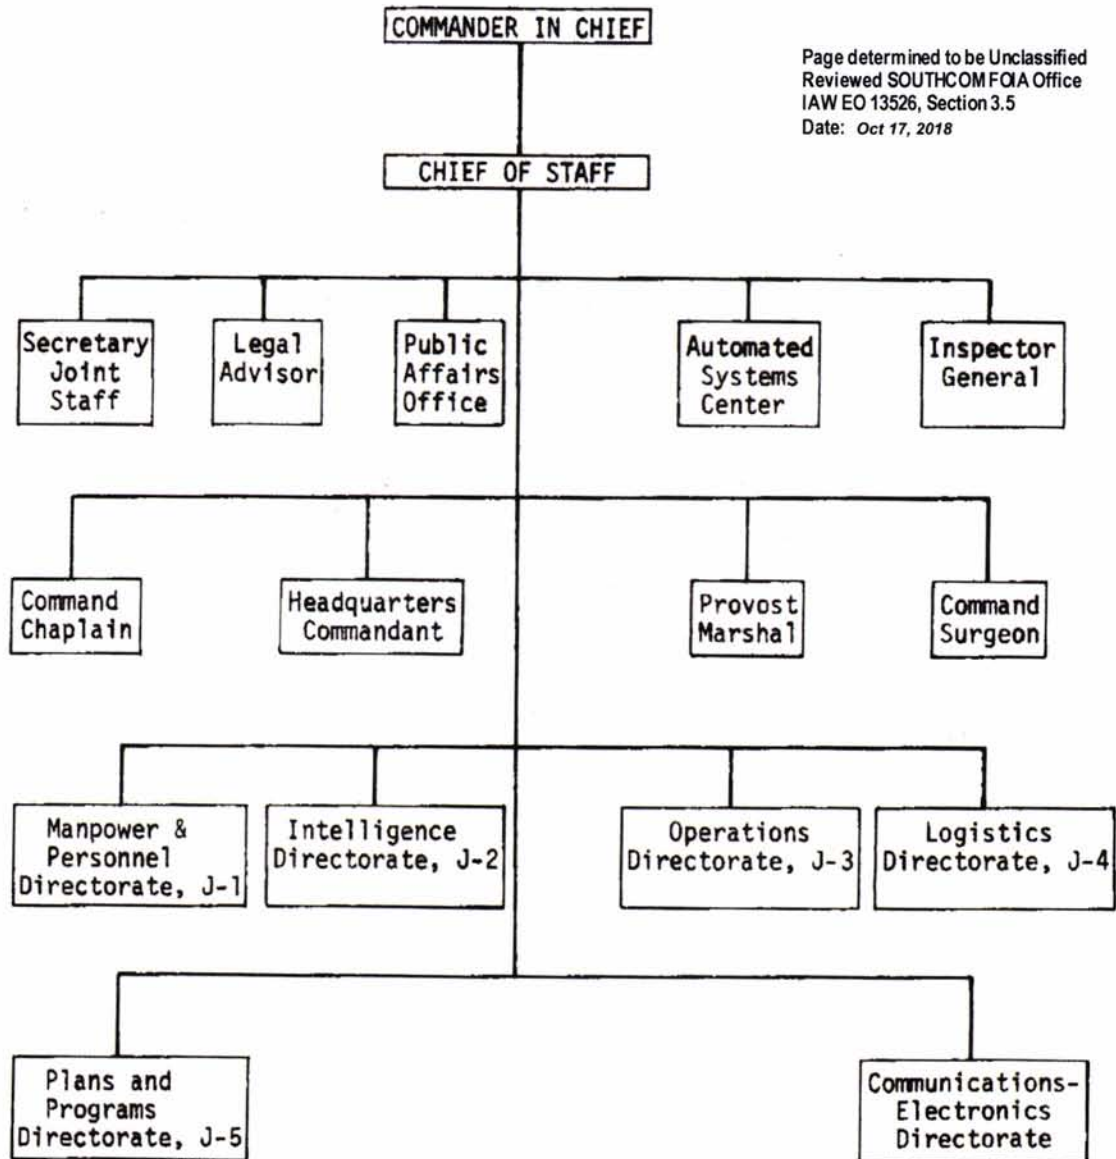 COMMANDER IN CHIEF
Page determined to be Unclassified
Reviewed SOUTHCOM FOIA Office
IAW EO 13526, Section 3.5
Date: Oct 17, 2018
CHIEF OF STAFF
Secretary
Joint
Staff
Legal
Advisor
Public
Affairs
Office
Automated
Systems
Center
Inspector
General
Command
Chaplain
Headquarters
Commandant
Provost
Marshal
Command
Surgeon
Manpower &
Personnel
Directorate, J-1
Intelligence
Directorate, J-2
Operations
Directorate, J-3
Logistics
Directorate, J-4
Plans and
Programs
Directorate, J-5
Communications-
Electronics
Directorate